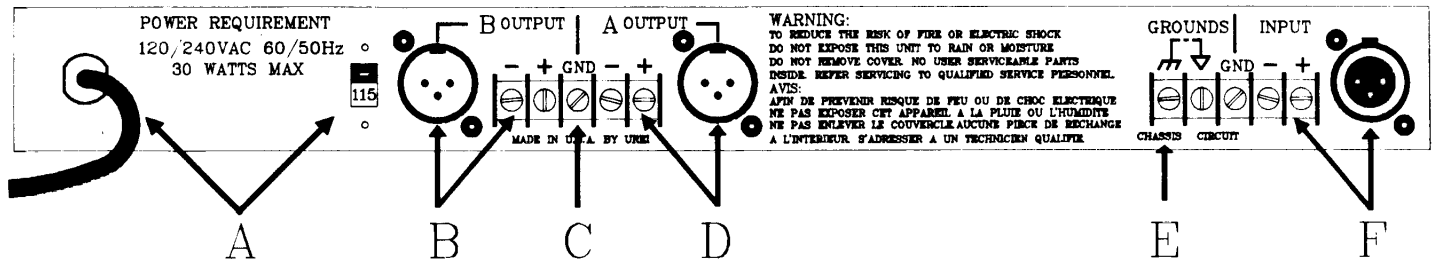 POWER REQUIREMENT
120/240VAC 60/50Hz
30 WATTS MAX
115
B OUTPUT
A OUTPUT
- + GND - +
MADE IN U.S.A. BY UREI
WARNING:
TO REDUCE THE RISK OF FIRE OR ELECTRIC SHOCK
DO NOT EXPOSE THIS UNIT TO RAIN OR MOISTURE
DO NOT REMOVE COVER. NO USER SERVICEABLE PARTS
INSIDE. REFER SERVICING TO QUALIFIED SERVICE PERSONNEL.
AVIS:
AFIN DE PREVENIR RISQUE DE FEU OU DE CHOC ELECTRIQUE
NE PAS EXPOSER CET APPAREIL A LA PLUIE OU L'HUMIDITE
NE PAS ENLEVER LE COUVERCLE. AUCUNE PIECE DE RECHANGE
A L'INTERIEUR. S'ADRESSER A UN TECHNICIEN QUALIFIE
GROUNDS
INPUT
GND - +
CHASSIS CIRCUIT
A B C D E F